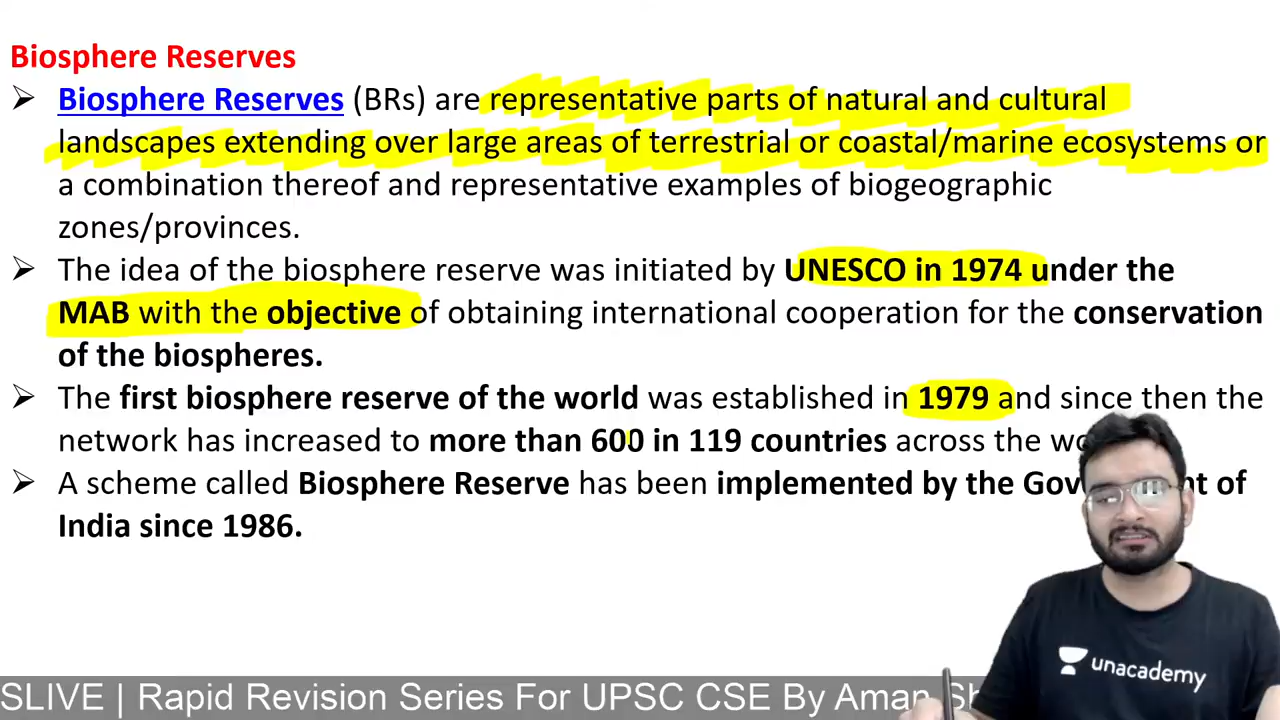 Biosphere Reserves
➢ Biosphere Reserves (BRs) are representative parts of natural and cultural
landscapes extending over large areas of terrestrial or coastal/marine ecosystems or
a combination thereof and representative examples of biogeographic
zones/provinces.
➢ The idea of the biosphere reserve was initiated by UNESCO in 1974 under the
MAB with the objective of obtaining international cooperation for the conservation
of the biospheres.
➢ The first biosphere reserve of the world was established in 1979 and since then the
network has increased to more than 600 in 119 countries across the
➢ A scheme called Biosphere Reserve has been implemented by the of
India since 1986.
unacademy
SLIVE | Rapid Revision Series For UPSC CSE By Aman